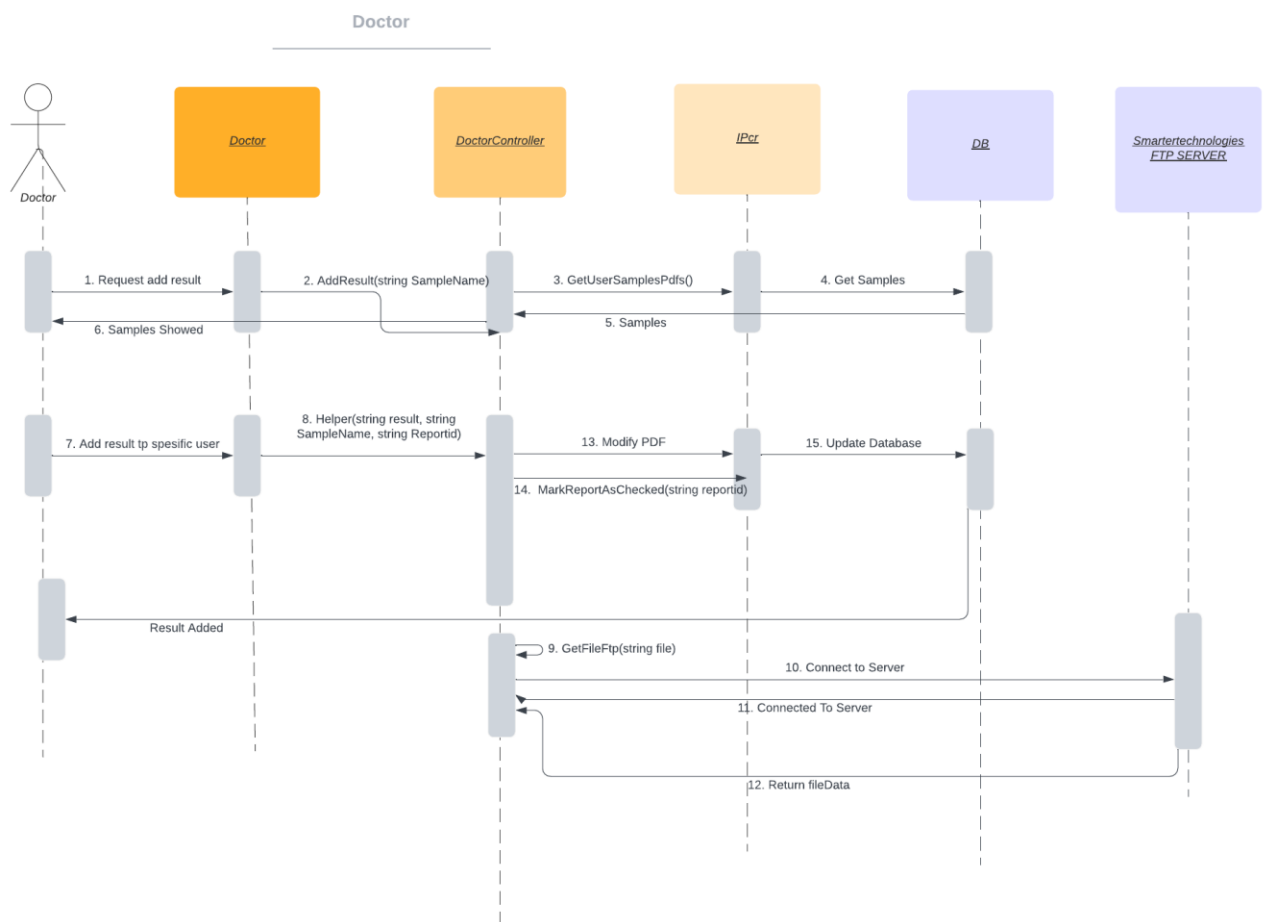 Doctor
Doctor
Doctor
DoctorController
IPcr
DB
Smartertechnologies
FTP SERVER
1. Request add result
2. AddResult(string SampleName)
3. GetUserSamplesPdfs()
4. Get Samples
5. Samples
6. Samples Showed
7. Add result tp spesific user
8. Helper(string result, string
SampleName, string Reportid)
13. Modify PDF
15. Update Database
14. MarkReportAsChecked(string reportid)
Result Added
9. GetFileFtp(string file)
10. Connect to Server
11. Connected To Server
12. Return fileData